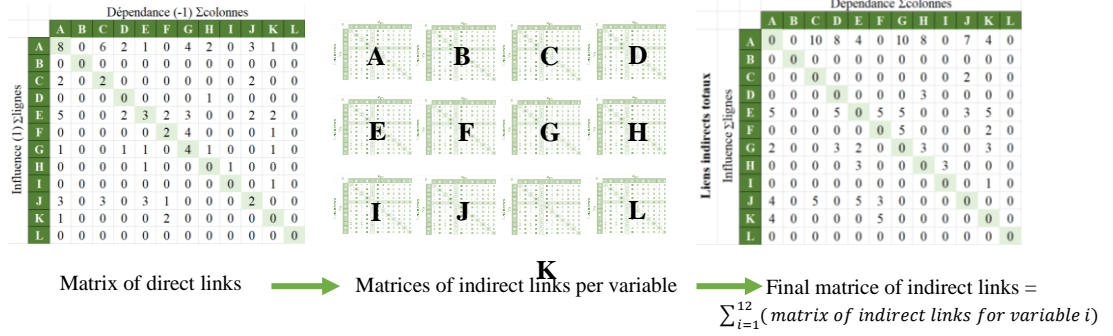 Dépendance (-1) Σcolonnes
A B C D E F G H I J K L
Influence (1) Σlignes
A 8 0 6 2 1 0 4 2 0 3 1 0
B 0 0 0 0 0 0 0 0 0 0 0 0
C 2 0 2 0 0 0 0 0 0 2 0 0
D 0 0 0 0 0 0 0 1 0 0 0 0
E 5 0 0 2 3 2 3 0 0 2 2 0
F 0 0 0 0 0 2 4 0 0 0 1 0
G 1 0 0 1 1 0 4 1 0 0 1 0
H 0 0 0 0 1 0 0 0 1 0 0 0
I 0 0 0 0 0 0 0 0 0 0 1 0
J 3 0 3 0 3 1 0 0 0 2 0 0
K 1 0 0 0 0 2 0 0 0 0 0 0
L 0 0 0 0 0 0 0 0 0 0 0 0
Matrix of direct links
A B C D
E F G H
I J L
K
Matrices of indirect links per variable
Dépendance Σcolonnes
A B C D E F G H I J K L
Liens indirects totaux
Influence Σlignes
A 0 0 10 8 4 0 10 8 0 7 4 0
B 0 0 0 0 0 0 0 0 0 0 0 0
C 0 0 0 0 0 0 0 0 0 2 0 0
D 0 0 0 0 0 0 0 3 0 0 0 0
E 5 0 0 5 0 5 5 0 0 3 5 0
F 0 0 0 0 0 0 5 0 0 0 2 0
G 2 0 0 3 2 0 0 3 0 0 3 0
H 0 0 0 0 3 0 0 0 3 0 0 0
I 0 0 0 0 0 0 0 0 0 0 1 0
J 4 0 5 0 5 3 0 0 0 0 0 0
K 4 0 0 0 0 5 0 0 0 0 0 0
L 0 0 0 0 0 0 0 0 0 0 0 0
Final matrice of indirect links =
∑_{i=1}^{12}(matrix of indirect links for variable i)